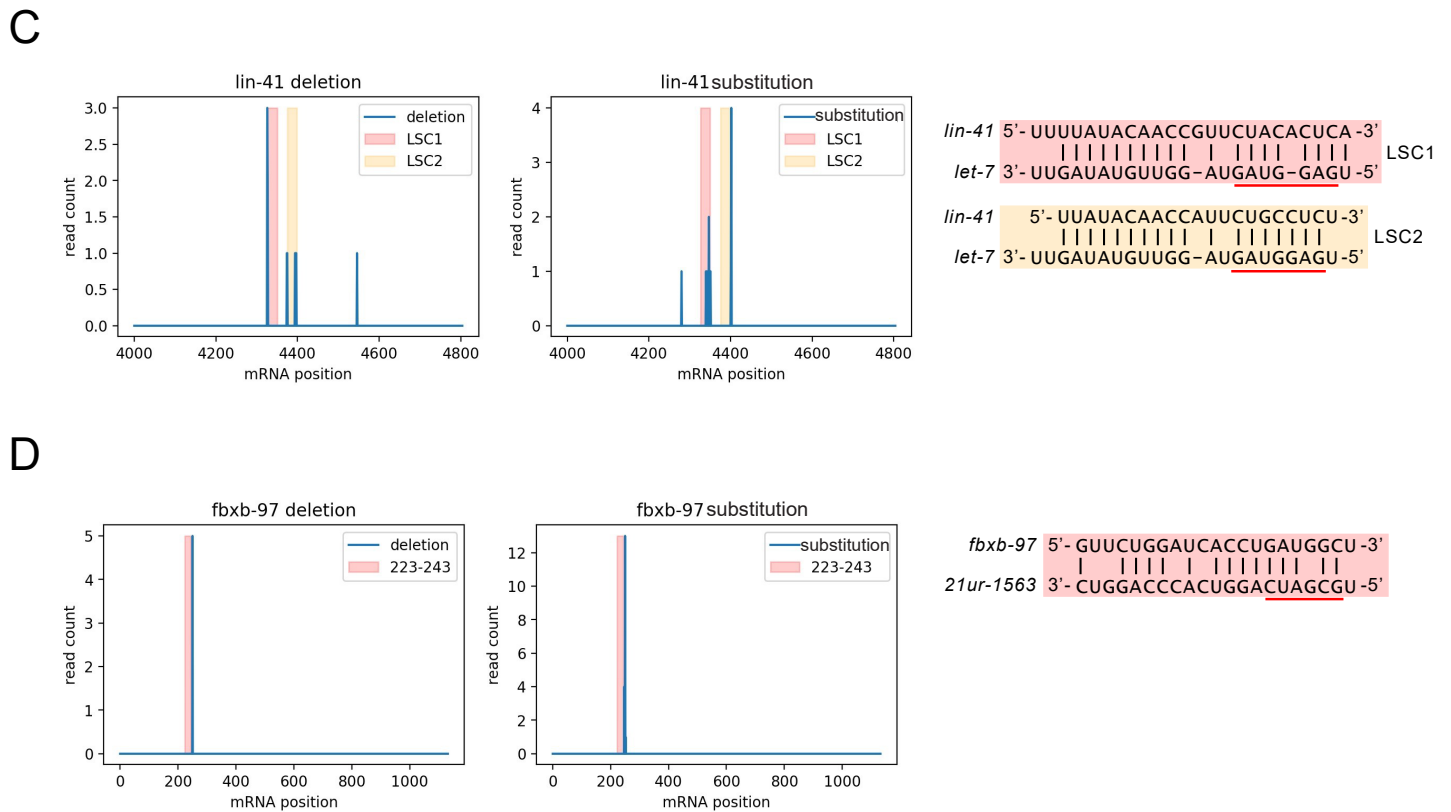 C
lin-41 deletion
3.0
2.5
2.0
1.5
1.0
0.5
0.0
read count
4000 4200 4400 4600 4800
mRNA position
deletion
LSC1
LSC2
lin-41 substitution
4
3
2
1
0
read count
4000 4200 4400 4600 4800
mRNA position
substitution
LSC1
LSC2
lin-41 5’- UUUUAUACAACCGUUCUACACUCA -3’
let-7 3’- UUGAUAUGUUGG-AUGAUG-GAGU -5’
LSC1
lin-41 5’- UUAUACAACCAUUCUGCCUCU -3’
let-7 3’- UUGAUAUGUUGG-AUGAUGGAGU -5’
LSC2
D
fbxb-97 deletion
5
4
3
2
1
0
read count
0 200 400 600 800 1000
mRNA position
deletion
223-243
fbxb-97 substitution
12
10
8
6
4
2
0
read count
0 200 400 600 800 1000
mRNA position
substitution
223-243
fbxb-97 5’- GUUCUGGAUCACCUGAUGGCU -3’
21ur-1563 3’- CUGGACCCACUGGACUAGCGU -5’